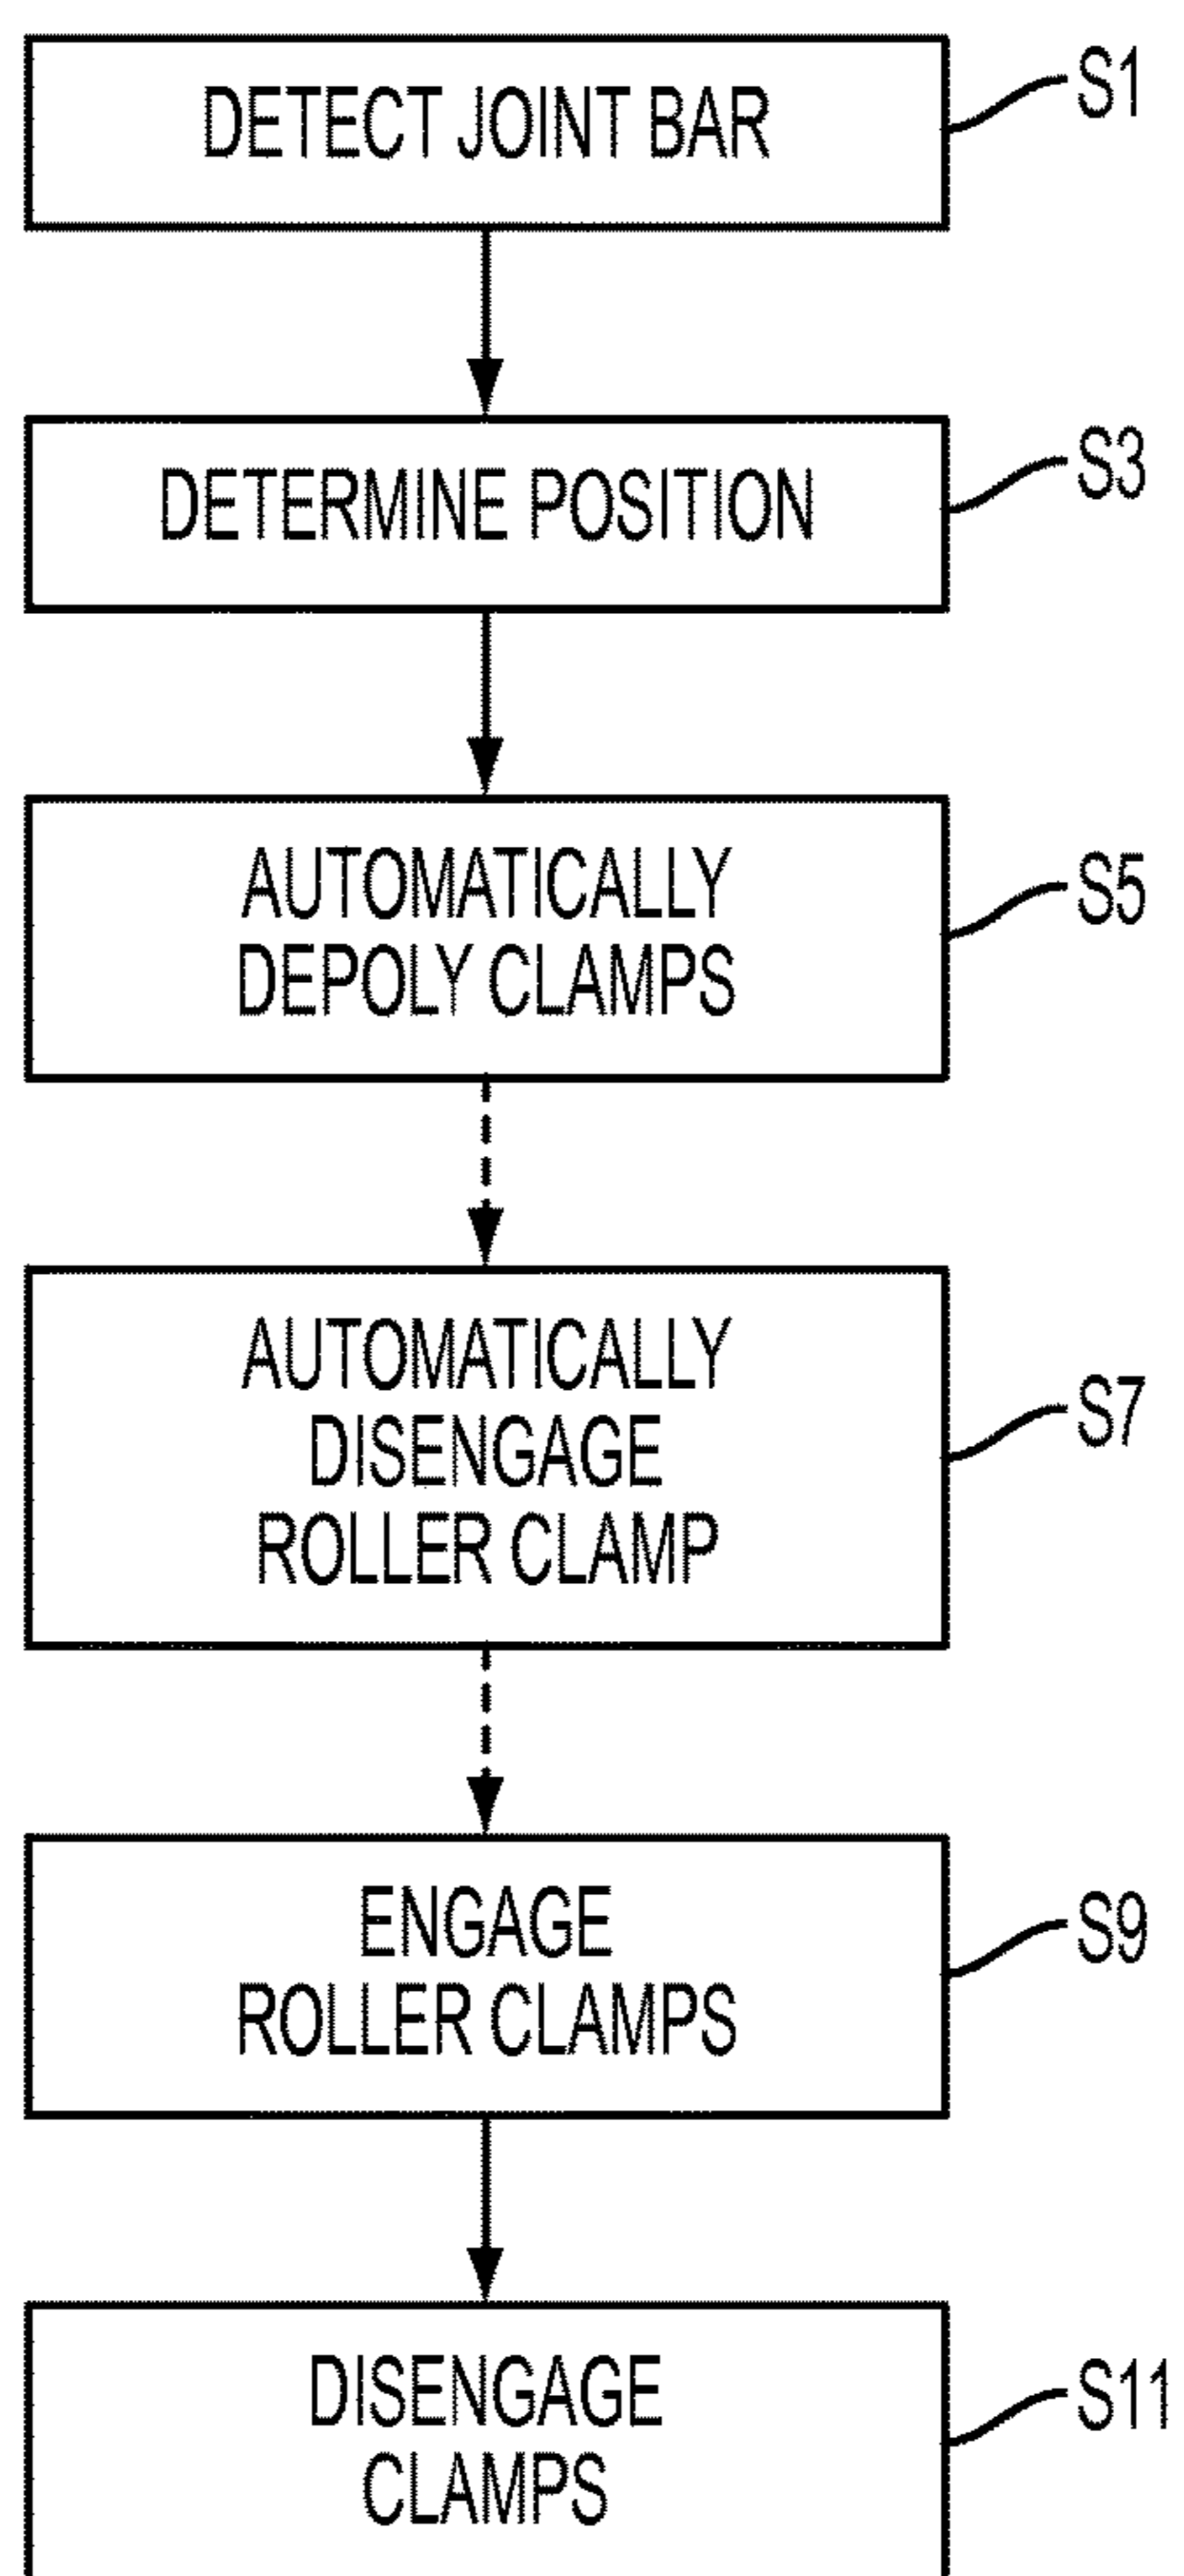 DETECT JOINT BAR
S1
DETERMINE POSITION
S3
AUTOMATICALLY
DEPOLY CLAMPS
S5
AUTOMATICALLY
DISENGAGE
ROLLER CLAMP
S7
ENGAGE
ROLLER CLAMPS
S9
DISENGAGE
CLAMPS
S11